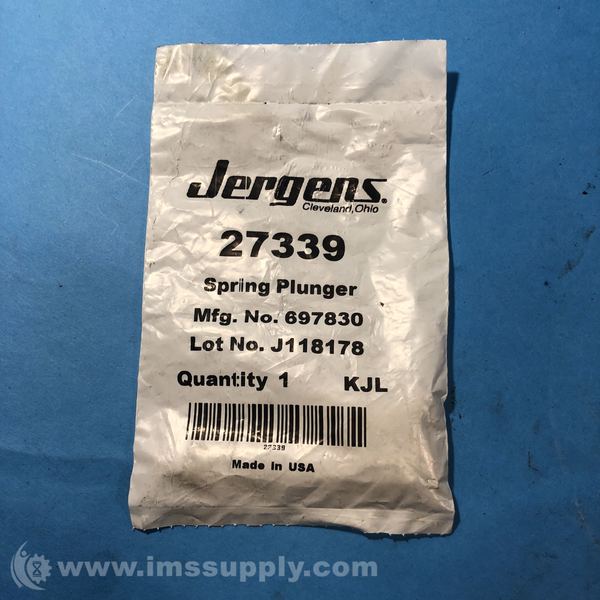 Jergens®
Cleveland, Ohio
27339
Spring Plunger
Mfg. No. 697830
Lot No. J118178
Quantity 1 KJL
27339
Made In USA
www.imssupply.com